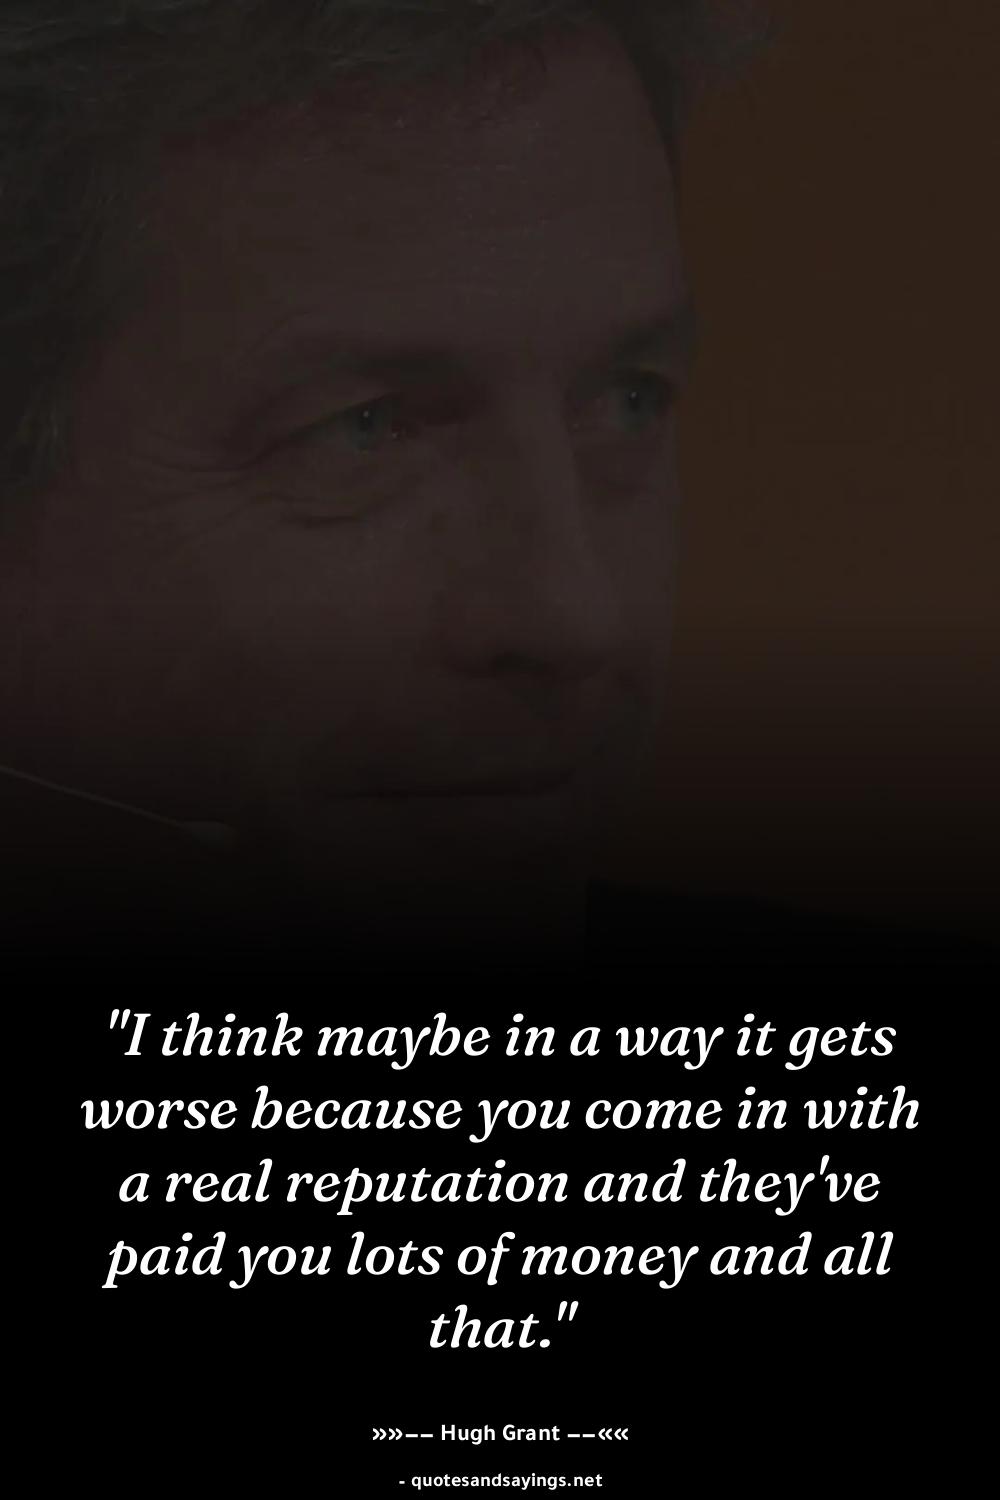 "I think maybe in a way it gets
worse because you come in with
a real reputation and they've
paid you lots of money and all
that."
»»–– Hugh Grant ––««
- quotesandsayings.net